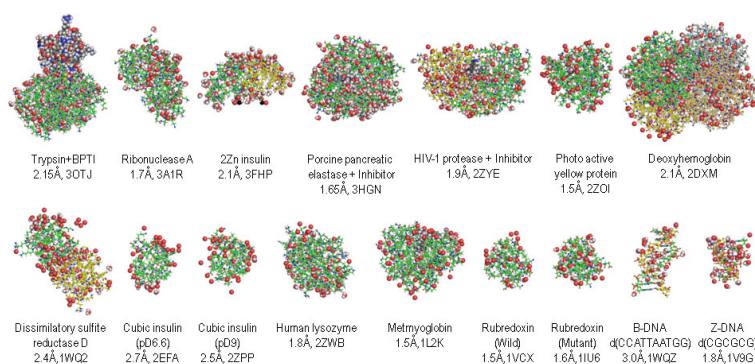 Trypsin+BPTI
2.15Å, 3OTJ
Ribonuclease A
1.7Å, 3A1R
2Zn insulin
2.1Å, 3FHP
Porcine pancreatic
elastase + Inhibitor
1.65Å, 3HGN
HIV-1 protease + Inhibitor
1.9Å, 2ZYE
Photo active
yellow protein
1.5Å, 2ZOI
Deoxyhemoglobin
2.1Å, 2DXM
Dissimilatory sulfite
reductase D
2.4Å,1WQ2
Cubic insulin
(pD6.6)
2.7Å, 2EFA
Cubic insulin
(pD9)
2.5Å, 2ZPP
Human lysozyme
1.8Å, 2ZWB
Metmyoglobin
1.5Å,1L2K
Rubredoxin
(Wild)
1.5Å,1VCX
Rubredoxin
(Mutant)
1.6Å,1IU6
B-DNA
d(CCATTAATGG)
3.0Å,1WQZ
Z-DNA
d(CGCGCG)
1.8Å,1V9G